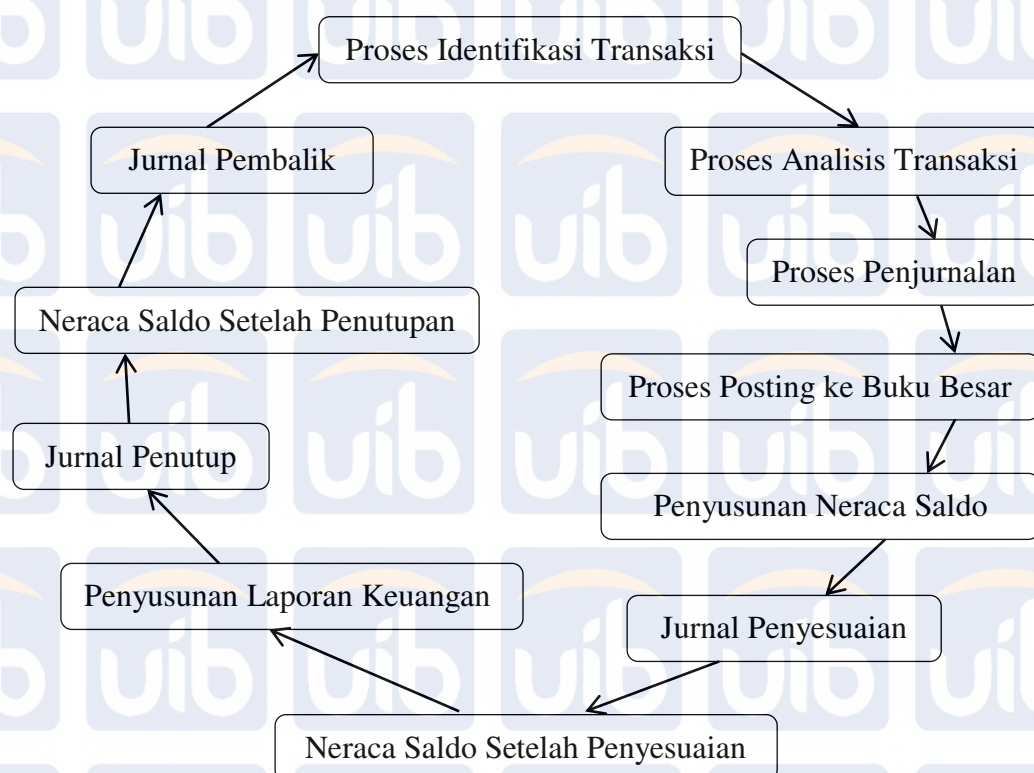 Proses Identifikasi Transaksi
Proses Analisis Transaksi
Proses Penjurnalan
Proses Posting ke Buku Besar
Penyusunan Neraca Saldo
Jurnal Penyesuaian
Neraca Saldo Setelah Penyesuaian
Penyusunan Laporan Keuangan
Jurnal Penutup
Neraca Saldo Setelah Penutupan
Jurnal Pembalik
uib